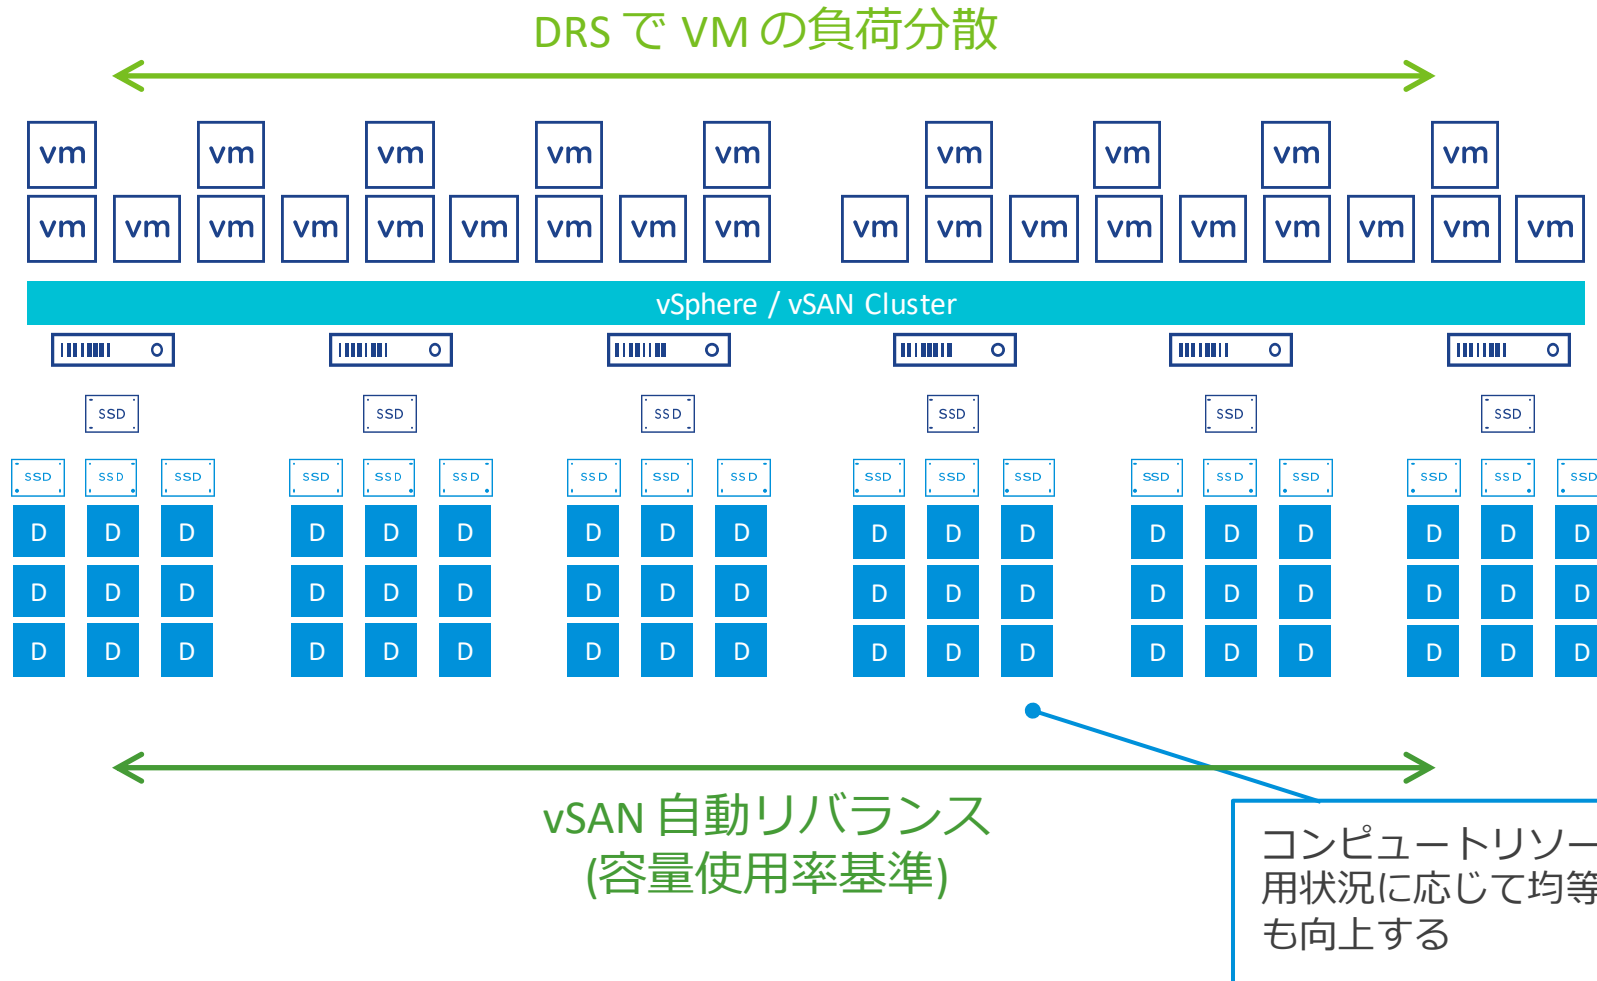 DRS で VM の負荷分散
vm vm vm vm vm vm vm vm vm
vm vm vm vm vm vm vm vm vm vm vm vm vm vm vm vm vm vm
vSphere / vSAN Cluster
SSD SSD SSD SSD SSD SSD
SSD SSD SSD SSD SSD SSD SSD SSD SSD SSD SSD SSD SSD SSD SSD SSD SSD SSD
D D D D D D D D D D D D D D D D D D
D D D D D D D D D D D D D D D D D D
D D D D D D D D D D D D D D D D D D
vSAN 自動リバランス
(容量使用率基準)
コンピュートリソー
用状況に応じて均等
も向上する